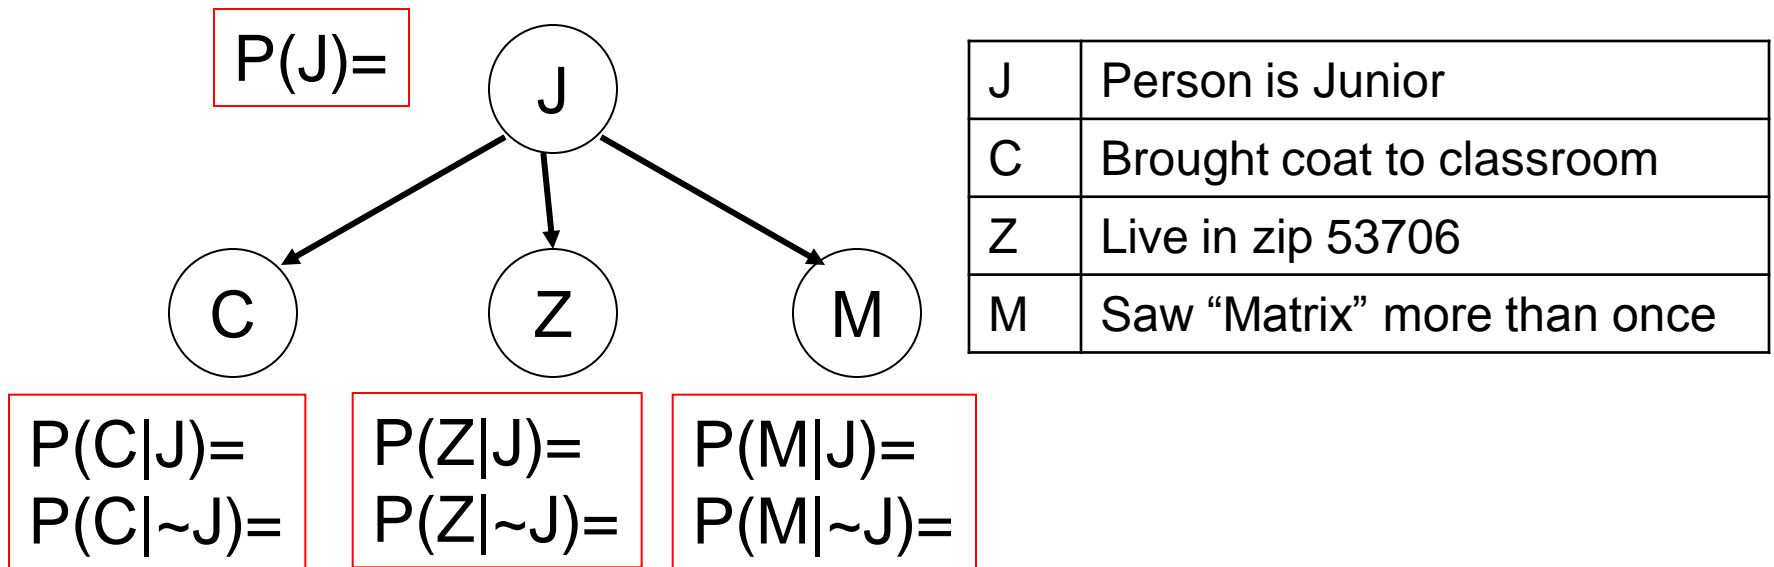 P(J)=
J
C
Z
M
P(C|J)=
P(C|~J)=
P(Z|J)=
P(Z|~J)=
P(M|J)=
P(M|~J)=
J Person is Junior
C Brought coat to classroom
Z Live in zip 53706
M Saw “Matrix” more than once